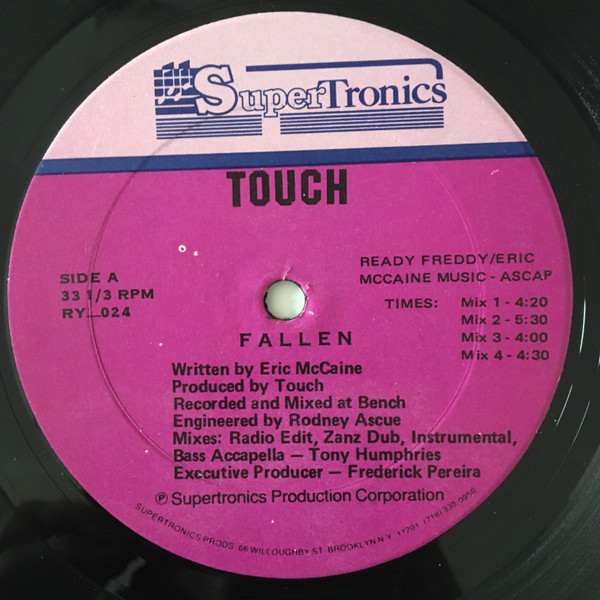 SuperTronics
TOUCH
SIDE A
33 1/3 RPM
RY_024
READY FREDDY/ERIC
MCCAINE MUSIC - ASCAP
TIMES: Mix 1 - 4:20
Mix 2 - 5:30
Mix 3 - 4:00
Mix 4 - 4:30
FALLEN
Written by Eric McCaine
Produced by Touch
Recorded and Mixed at Bench
Engineered by Rodney Ascue
Mixes: Radio Edit, Zanz Dub, Instrumental,
Bass Accapella — Tony Humphries
Executive Producer — Frederick Pereira
℗ Supertronics Production Corporation
SUPERTRONICS PRODS. 66 WILLOUGHBY ST. BROOKLYN N.Y. 11201 (718) 330-